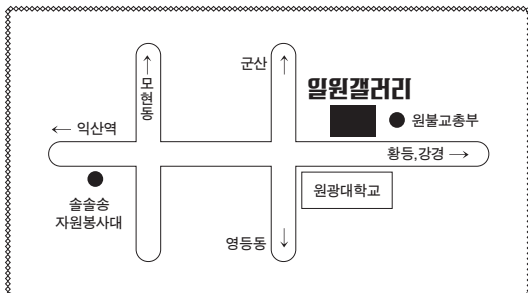 군산
↑
↑
모현동
일원갤러리
원불교총부
← 익산역
황등,강경 →
원광대학교
솔솔송
자원봉사대
영등동
↓